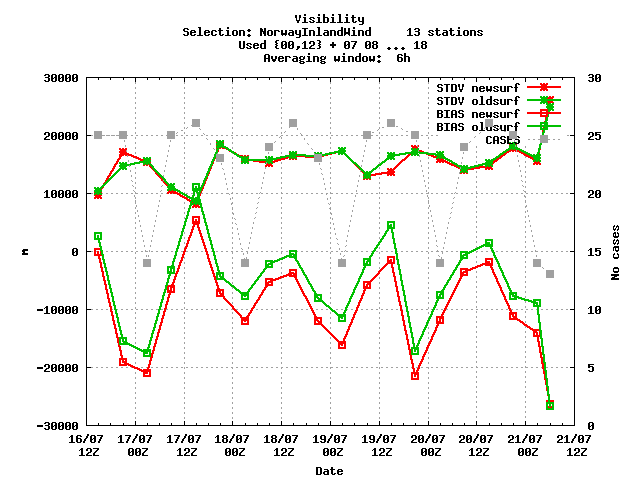 Visibility
Selection: NorwayInlandWind     13 stations
Used {00,12} + 07 08 ... 18
Averaging window:  6h
30000
20000
10000
0
-10000
-20000
-30000
m
STDV newsurf
STDV oldsurf
BIAS newsurf
BIAS oldsurf
CASES
30
25
20
15
10
5
0
No cases
16/07 17/07 17/07 18/07 18/07 19/07 19/07 20/07 20/07 21/07 21/07
12Z 00Z 12Z 00Z 12Z 00Z 12Z 00Z 12Z 00Z 12Z
Date